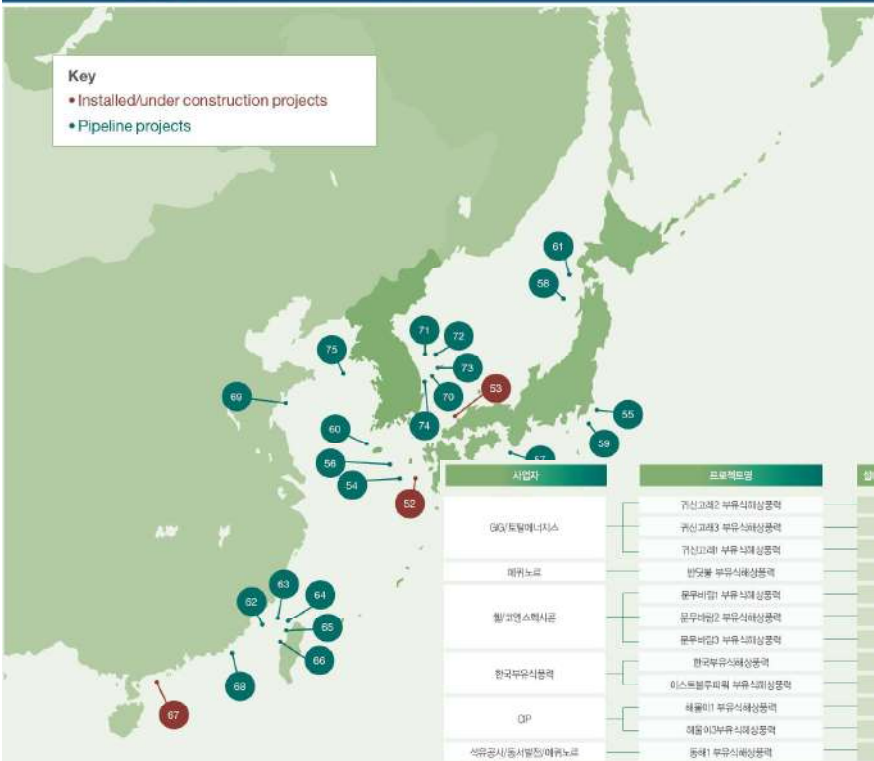 Key
• Installed/under construction projects
• Pipeline projects
61
58
71
72
75
73
53
69
70
55
74
60
59
56
57
54
52
63
62
64
65
66
68
67
사업자
프로젝트명
GIG/토탈에너지스
귀신고래2 부유식해상풍력
귀신고래3 부유식해상풍력
귀신고래1 부유식해상풍력
에퀴노르
반딧불 부유식해상풍력
쉘/코엔스헥시콘
문무바람1 부유식해상풍력
문무바람2 부유식해상풍력
문무바람3 부유식해상풍력
한국부유식풍력
한국부유식해상풍력
이스트블루파워 부유식해상풍력
CIP
해울이1 부유식해상풍력
해울이3부유식해상풍력
석유공사/동서발전/에퀴노르
동해1 부유식해상풍력